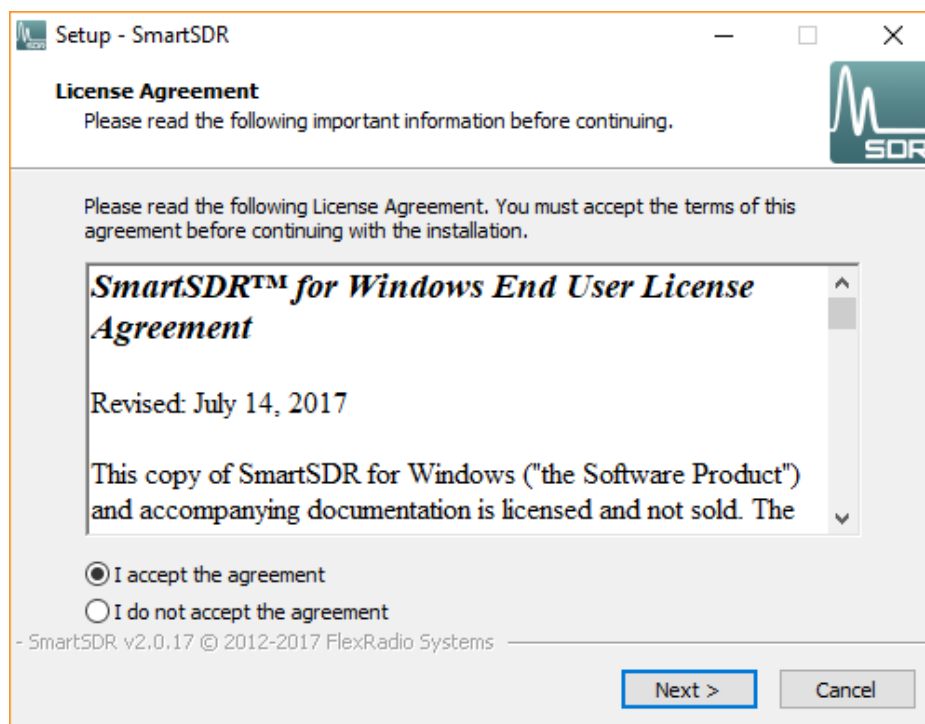 Setup - SmartSDR
License Agreement
Please read the following important information before continuing.
SDR
Please read the following License Agreement. You must accept the terms of this
agreement before continuing with the installation.
SmartSDR™ for Windows End User License
Agreement
Revised: July 14, 2017
This copy of SmartSDR for Windows ("the Software Product")
and accompanying documentation is licensed and not sold. The
I accept the agreement
I do not accept the agreement
- SmartSDR v2.0.17 © 2012-2017 FlexRadio Systems
Next >
Cancel